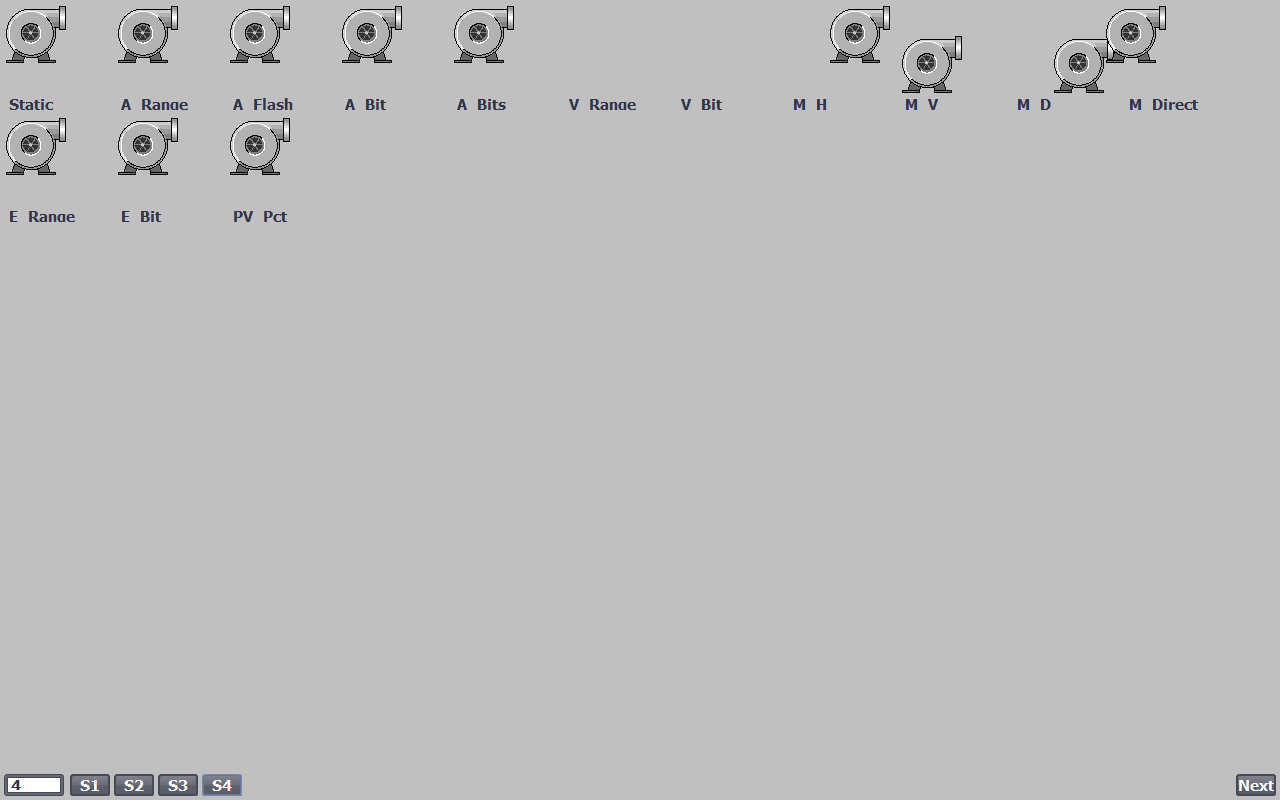 Static A Range A Flash A Bit A Bits V Range V Bit M H M V M D M Direct
E Range E Bit PV Pct
4 S1 S2 S3 S4 Next